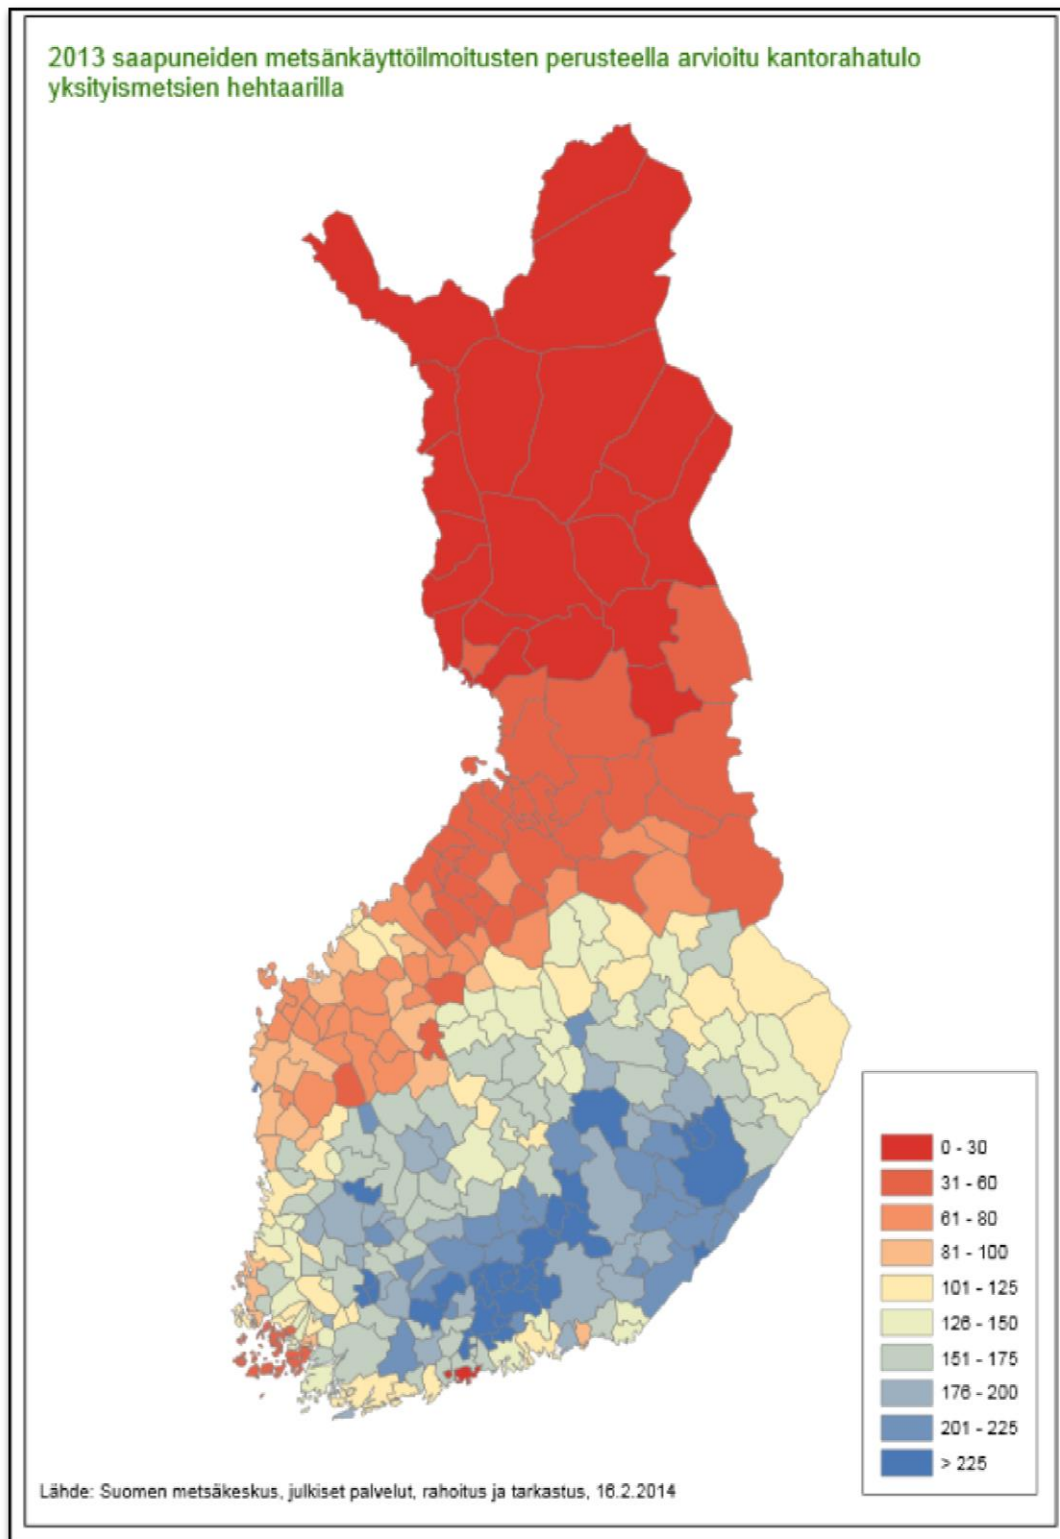 2013 saapuneiden metsänkäyttöilmoitusten perusteella arvioitu kantorahatulo
yksityismetsien hehtaarilla
0 - 30
31 - 60
61 - 80
81 - 100
101 - 125
126 - 150
151 - 175
176 - 200
201 - 225
> 225
Lähde: Suomen metsäkeskus, julkiset palvelut, rahoitus ja tarkastus, 16.2.2014